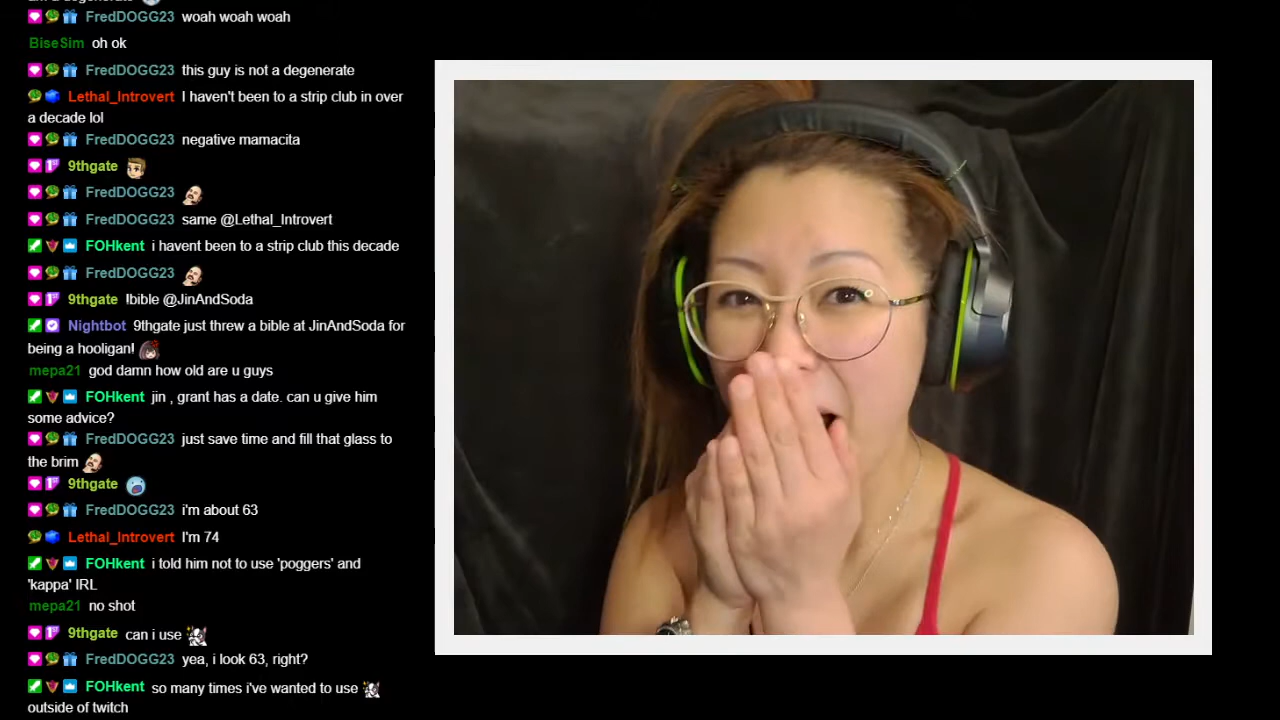 FredDOGG23 woah woah woah
BiseSim oh ok
FredDOGG23 this guy is not a degenerate
Lethal_Introvert I haven't been to a strip club in over
a decade lol
FredDOGG23 negative mamacita
9thgate
FredDOGG23
FredDOGG23 same @Lethal_Introvert
FOHkent i havent been to a strip club this decade
FredDOGG23
9thgate !bible @JinAndSoda
Nightbot 9thgate just threw a bible at JinAndSoda for
being a hooligan!
mepa21 god damn how old are u guys
FOHkent jin , grant has a date. can u give him
some advice?
FredDOGG23 just save time and fill that glass to
the brim
9thgate
FredDOGG23 i'm about 63
Lethal_Introvert I'm 74
FOHkent i told him not to use 'poggers' and
'kappa' IRL
mepa21 no shot
9thgate can i use
FredDOGG23 yea, i look 63, right?
FOHkent so many times i've wanted to use
outside of twitch